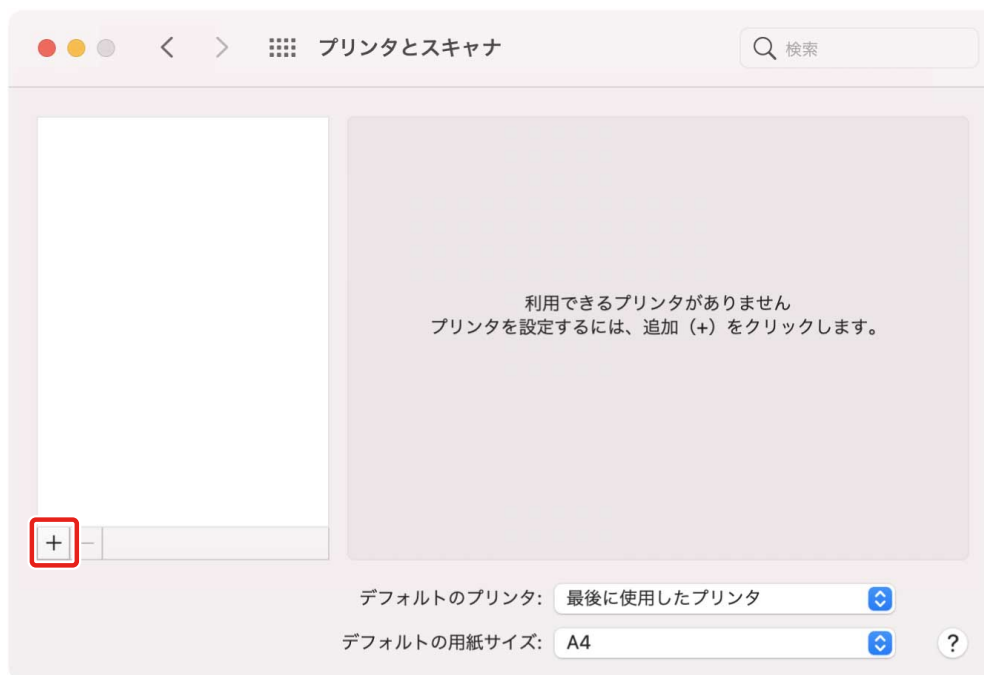 プリンタとスキャナ
検索
利用できるプリンタがありません
プリンタを設定するには、追加（+）をクリックします。
+ −
デフォルトのプリンタ: 最後に使用したプリンタ
デフォルトの用紙サイズ: A4
?